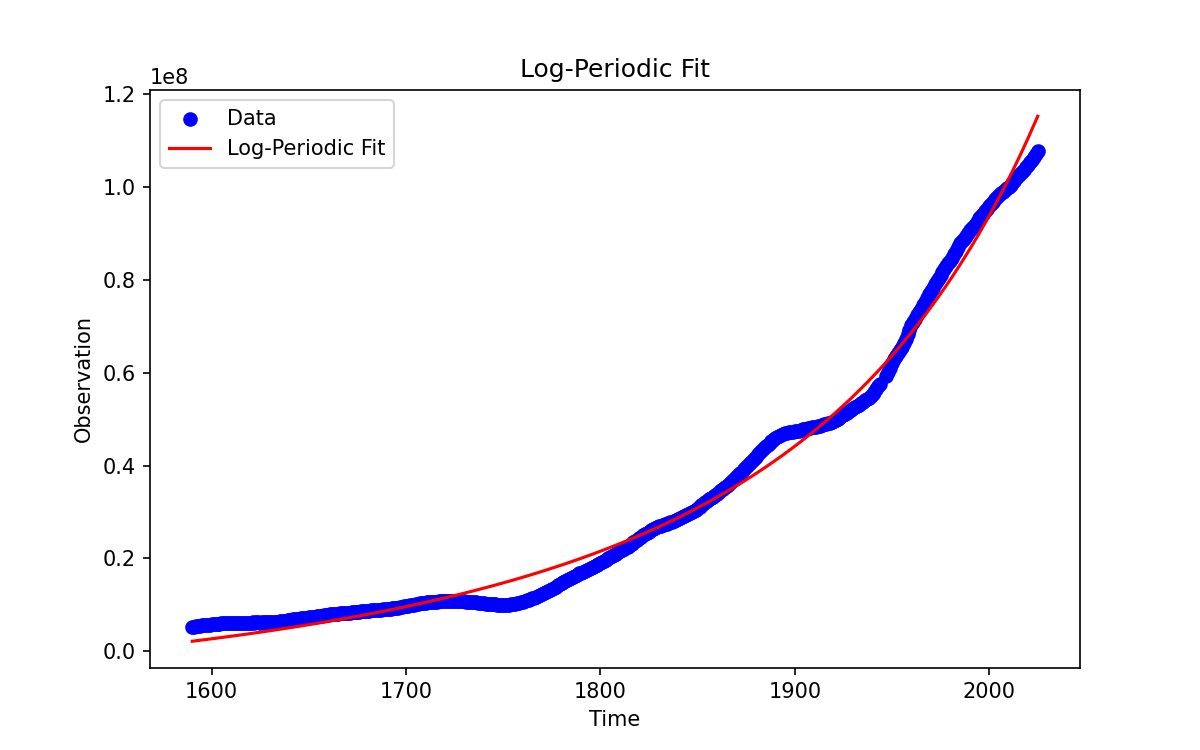 Log-Periodic Fit
1e8
Data
Log-Periodic Fit
1.2
1.0
0.8
0.6
0.4
0.2
0.0
Observation
1600 1700 1800 1900 2000
Time